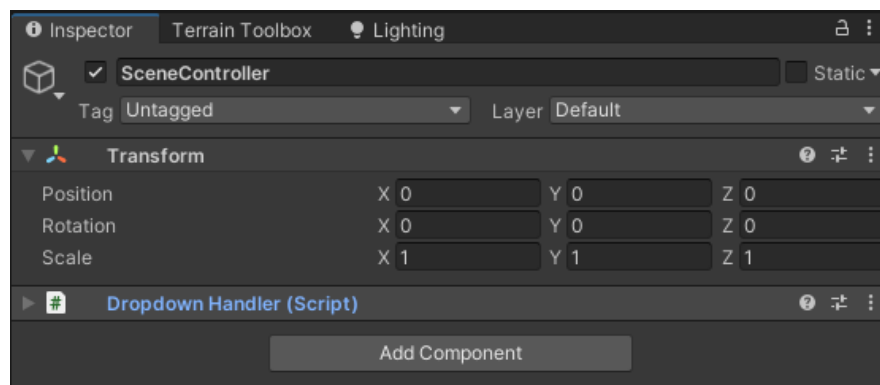 Inspector Terrain Toolbox Lighting
SceneController Static
Tag Untagged Layer Default
Transform
Position X 0 Y 0 Z 0
Rotation X 0 Y 0 Z 0
Scale X 1 Y 1 Z 1
# Dropdown Handler (Script)
Add Component